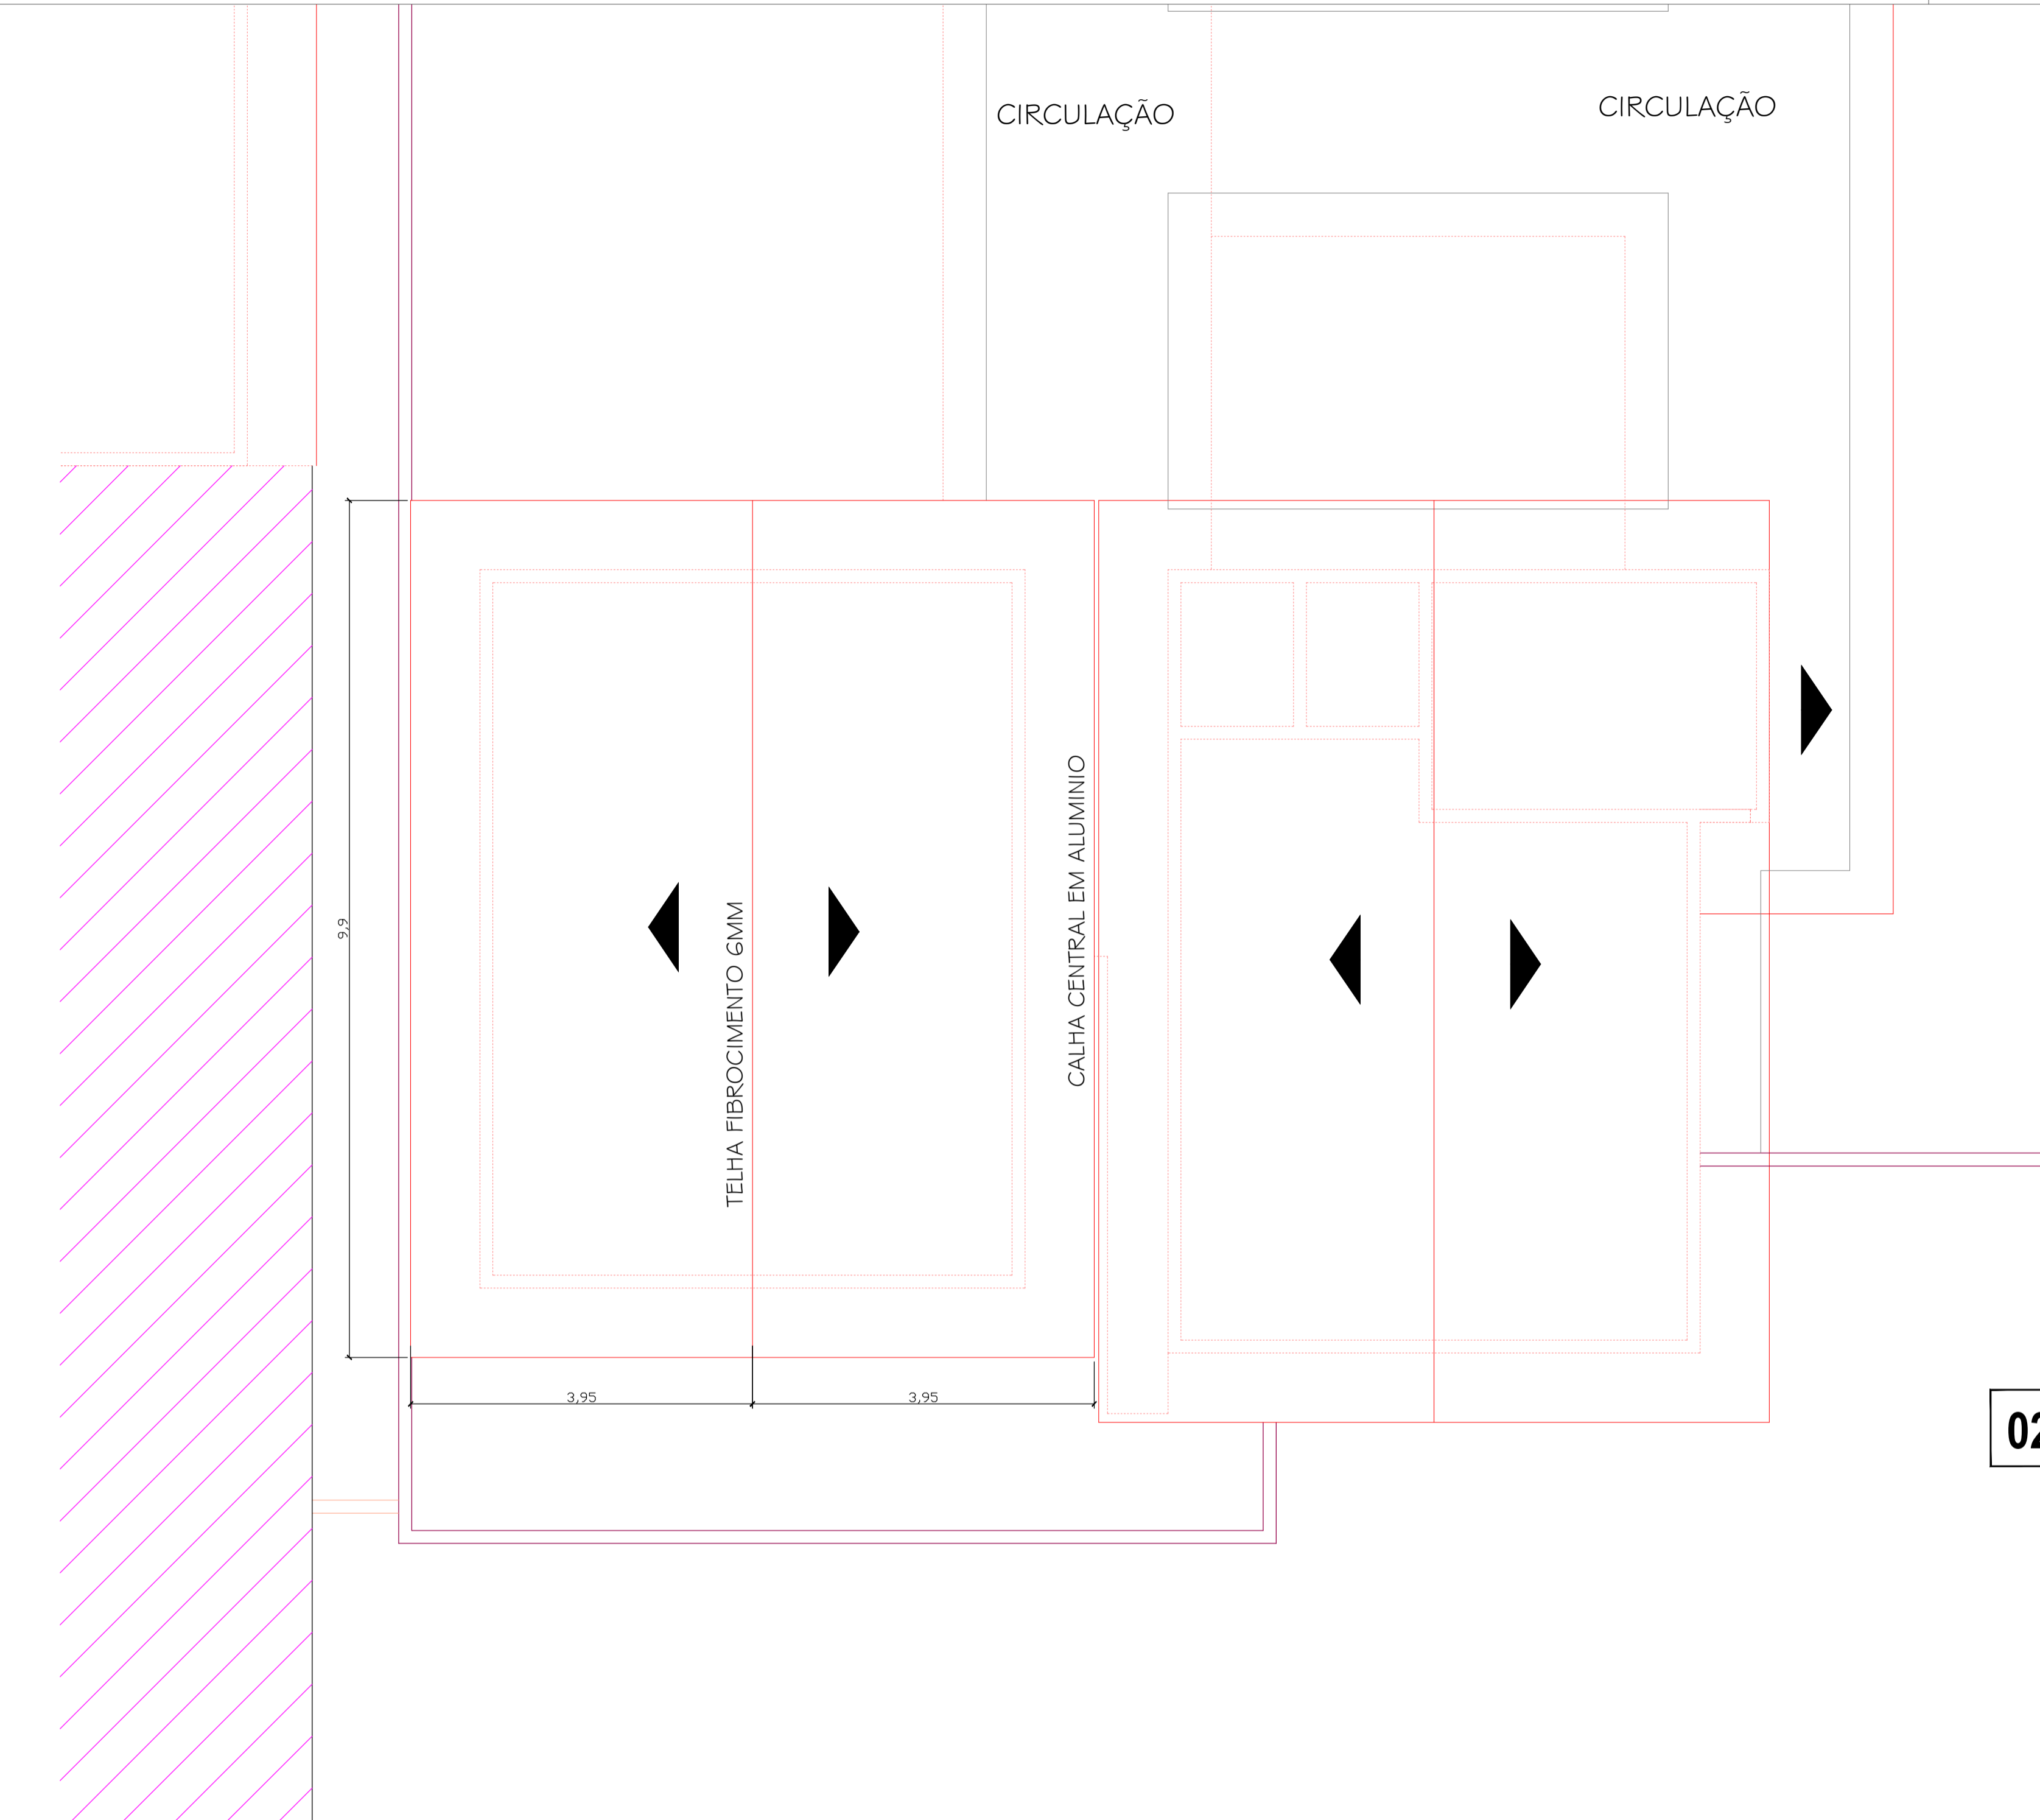 CIRCULAÇÃO
CIRCULAÇÃO
CALHA CENTRAL EM ALUMINIO
TELHA FIBROCIMENTO 6MM
9,9
3,95
3,95
02